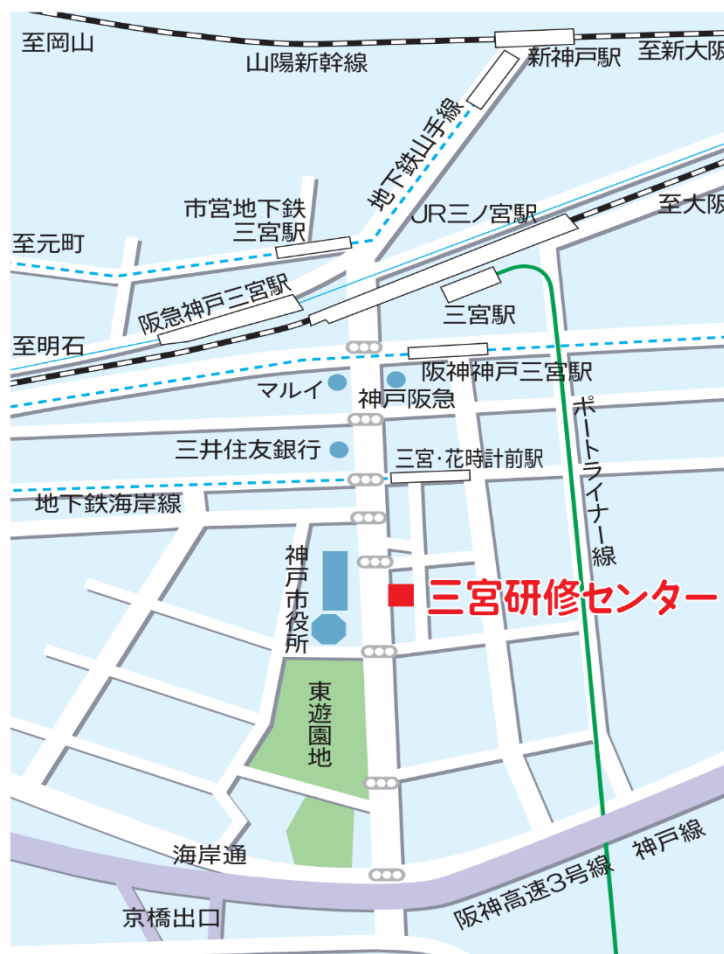 至岡山
山陽新幹線
新神戸駅
至新大阪
地下鉄山手線
市営地下鉄
三宮駅
JR三ノ宮駅
至大阪
至元町
阪急神戸三宮駅
三宮駅
至明石
阪神神戸三宮駅
マルイ
神戸阪急
三井住友銀行
三宮・花時計前駅
ポートライナー線
地下鉄海岸線
神戸市役所
三宮研修センター
東遊園地
海岸通
阪神高速3号線 神戸線
京橋出口